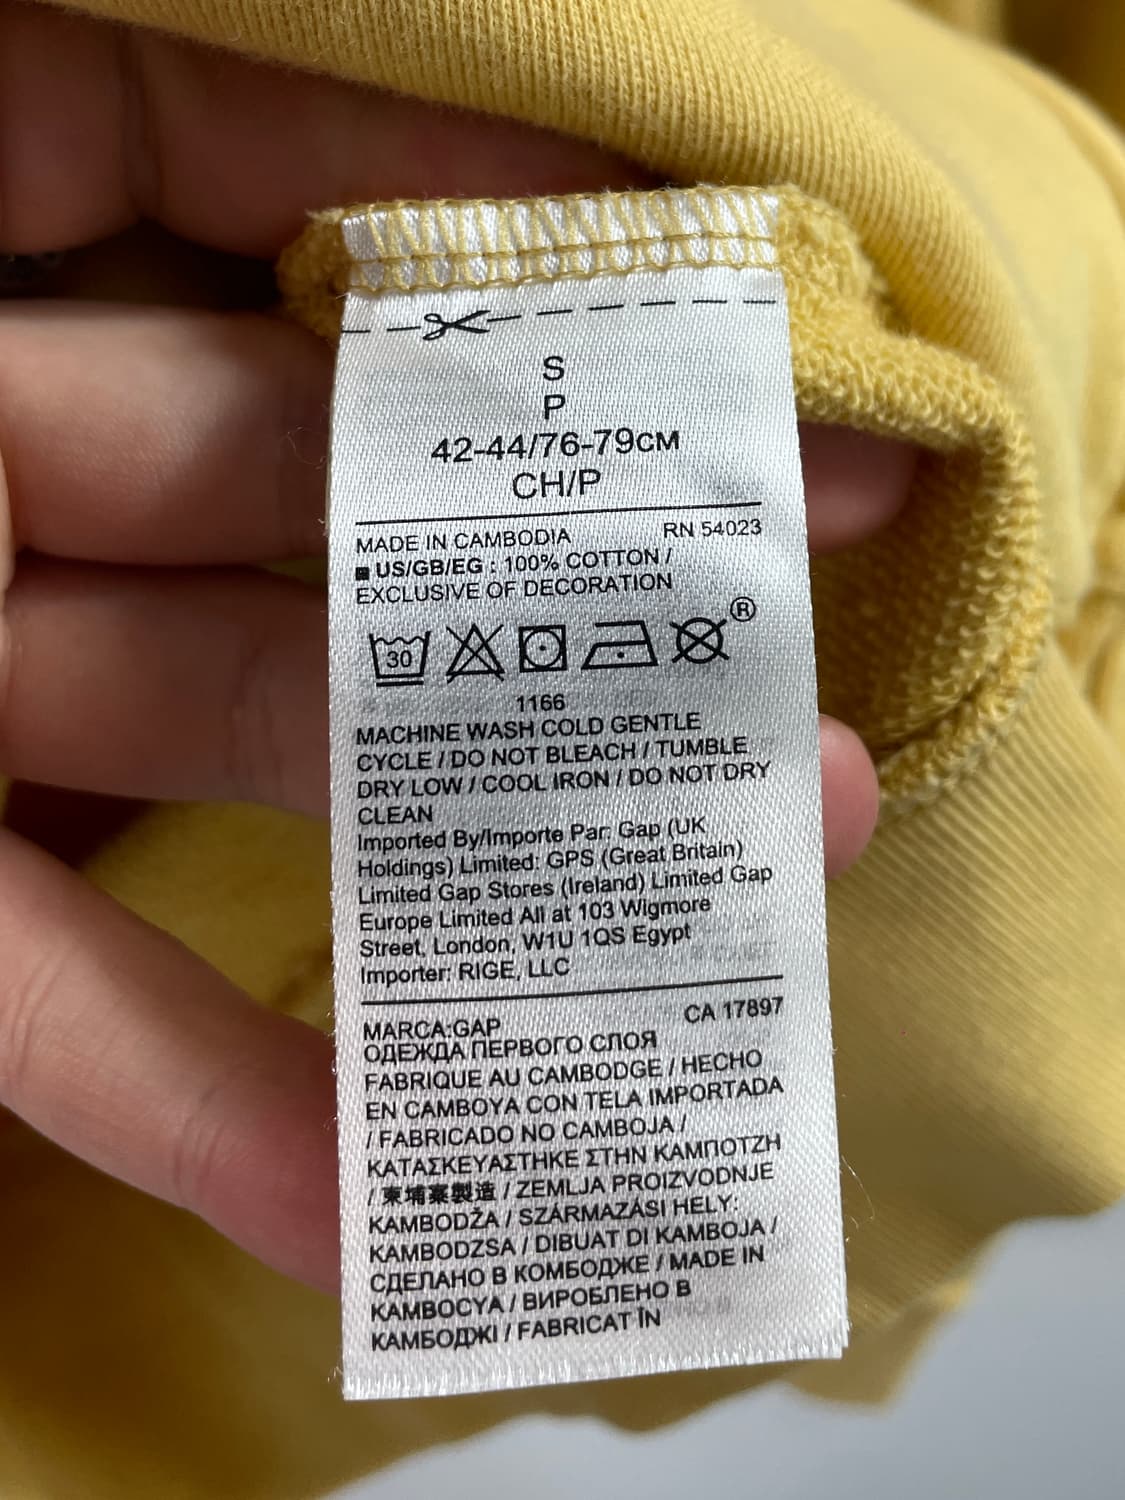 S
P
42-44/76-79СМ
CH/P
MADE IN CAMBODIA RN 54023
US/GB/EG : 100% COTTON /
EXCLUSIVE OF DECORATION
30 ®
1166
MACHINE WASH COLD GENTLE
CYCLE / DO NOT BLEACH / TUMBLE
DRY LOW / COOL IRON / DO NOT DRY
CLEAN
Imported By/Importe Par: Gap (UK
Holdings) Limited: GPS (Great Britain)
Limited Gap Stores (Ireland) Limited Gap
Europe Limited All at 103 Wigmore
Street, London, W1U 1QS Egypt
Importer: RIGE, LLC
MARCA:GAP CA 17897
ОДЕЖДА ПЕРВОГО СЛОЯ
FABRIQUE AU CAMBODGE / HECHO
EN CAMBOYA CON TELA IMPORTADA
/ FABRICADO NO CAMBOJA /
ΚΑΤΑΣΚΕΥΑΣΤΗΚΕ ΣΤΗΝ ΚΑΜΠΟΤΖΗ
/ 柬埔寨製造 / ZEMLJA PROIZVODNJE
KAMBODŽA / SZÁRMAZÁSI HELY:
KAMBODZSA / DIBUAT DI KAMBOJA /
СДЕЛАНО В КОМБОДЖЕ / MADE IN
KAMBOCYA / ВИРОБЛЕНО В
КАМБОДЖІ / FABRICAT ÎN